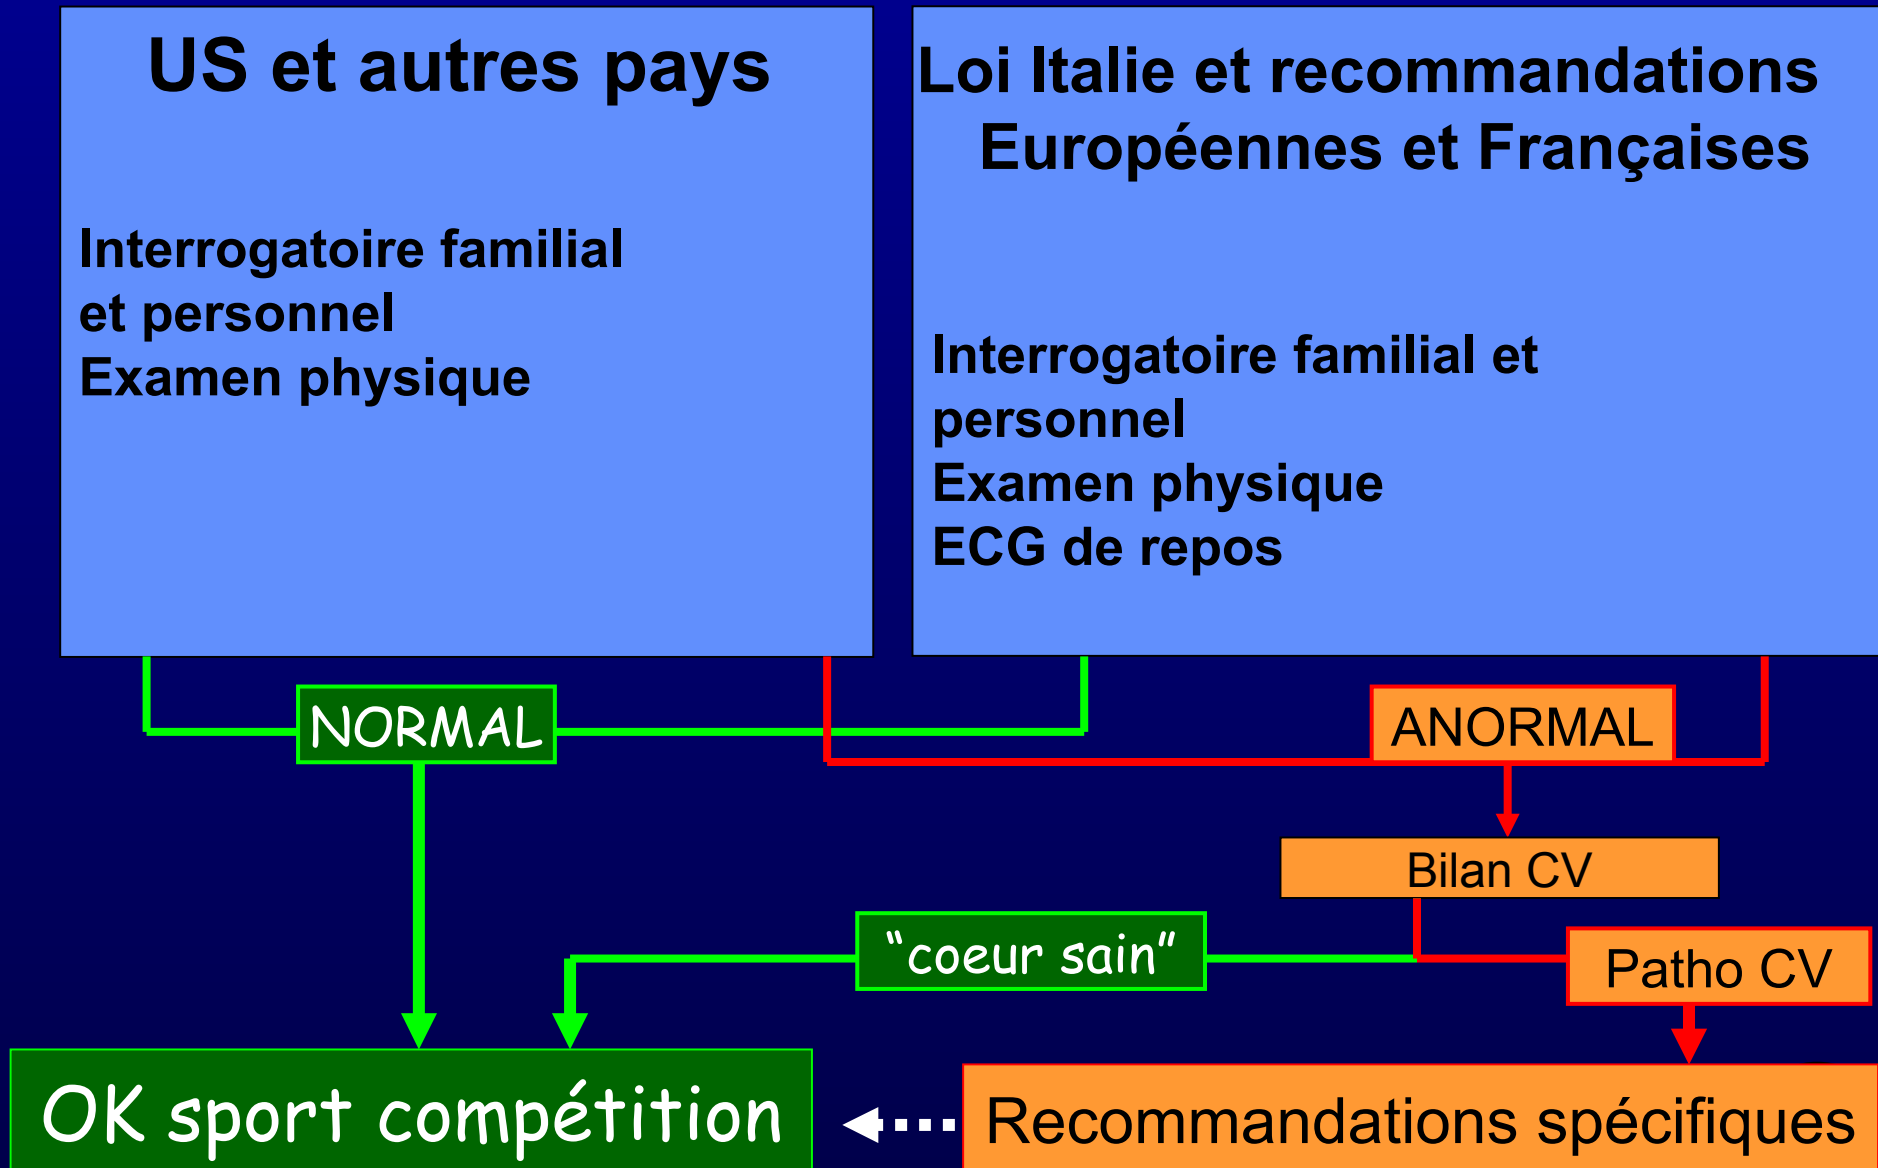 US et autres pays
Interrogatoire familial
et personnel
Examen physique
Loi Italie et recommandations
Européennes et Françaises
Interrogatoire familial et
personnel
Examen physique
ECG de repos
NORMAL
ANORMAL
Bilan CV
"coeur sain"
Patho CV
OK sport compétition
Recommandations spécifiques